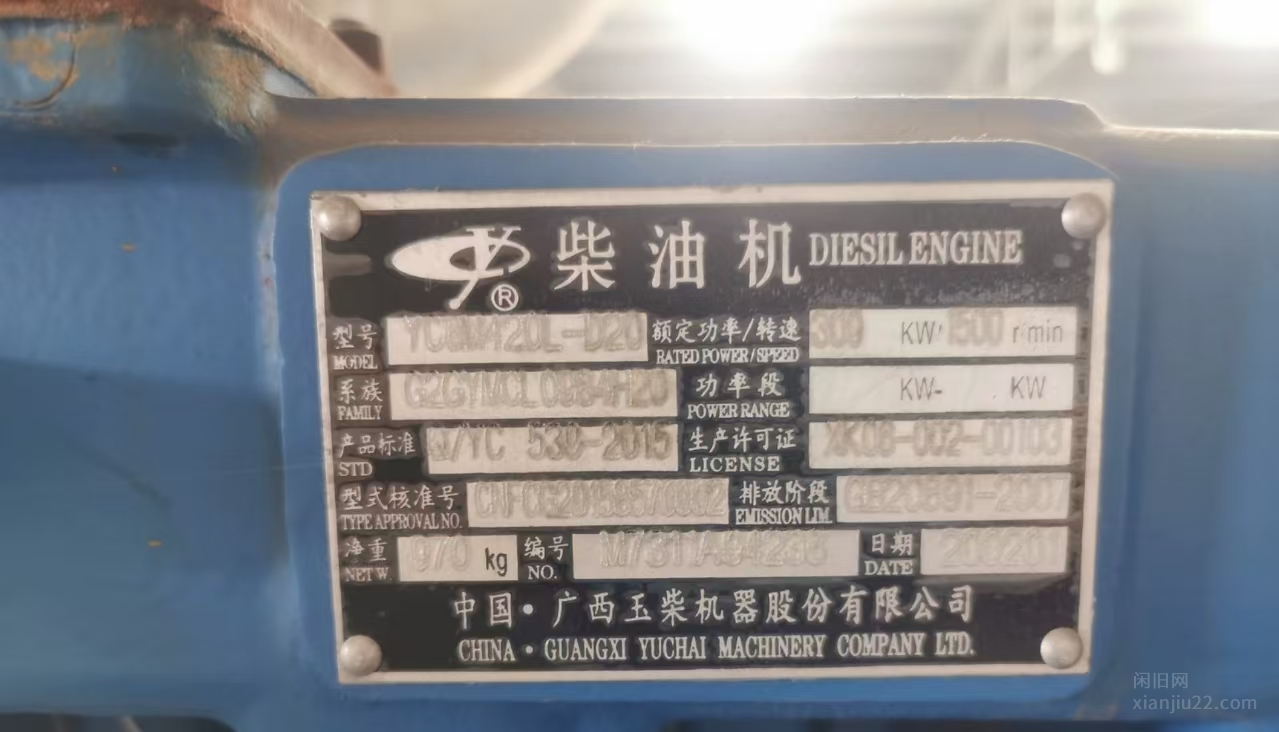 柴油机 DIESIL ENGINE
®
型号 MODEL 额定功率/转速 RATED POWER/SPEED 309 KW/ 1500 r/min
系族 FAMILY 功率段 POWER RANGE KW- KW
产品标准 STD Q/YC 530-2015 生产许可证 LICENSE XK06-002-00103
型式核准号 TYPE APPROVAL NO. 排放阶段 EMISSION LIM.
净重 NET W. 970 kg 编号 NO. 日期 DATE
中国·广西玉柴机器股份有限公司
CHINA · GUANGXI YUCHAI MACHINERY COMPANY LTD.
闲旧网
xianjiu22.com